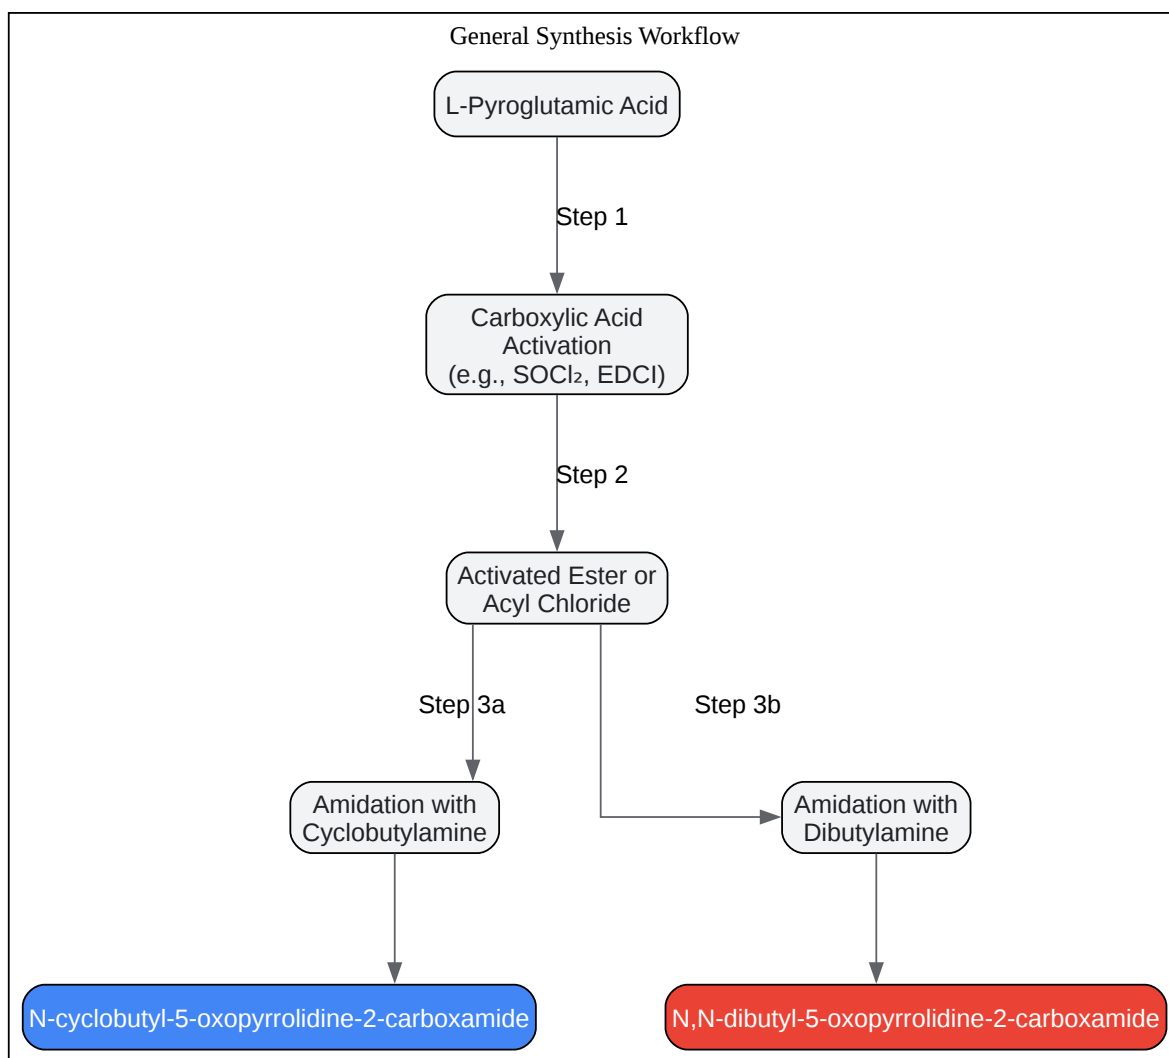 General Synthesis Workflow
L-Pyroglutamic Acid
Step 1
Carboxylic Acid
Activation
(e.g., SOCl₂, EDCI)
Step 2
Activated Ester or
Acyl Chloride
Step 3a
Step 3b
Amidation with
Cyclobutylamine
Amidation with
Dibutylamine
N-cyclobutyl-5-oxopyrrolidine-2-carboxamide
N,N-dibutyl-5-oxopyrrolidine-2-carboxamide